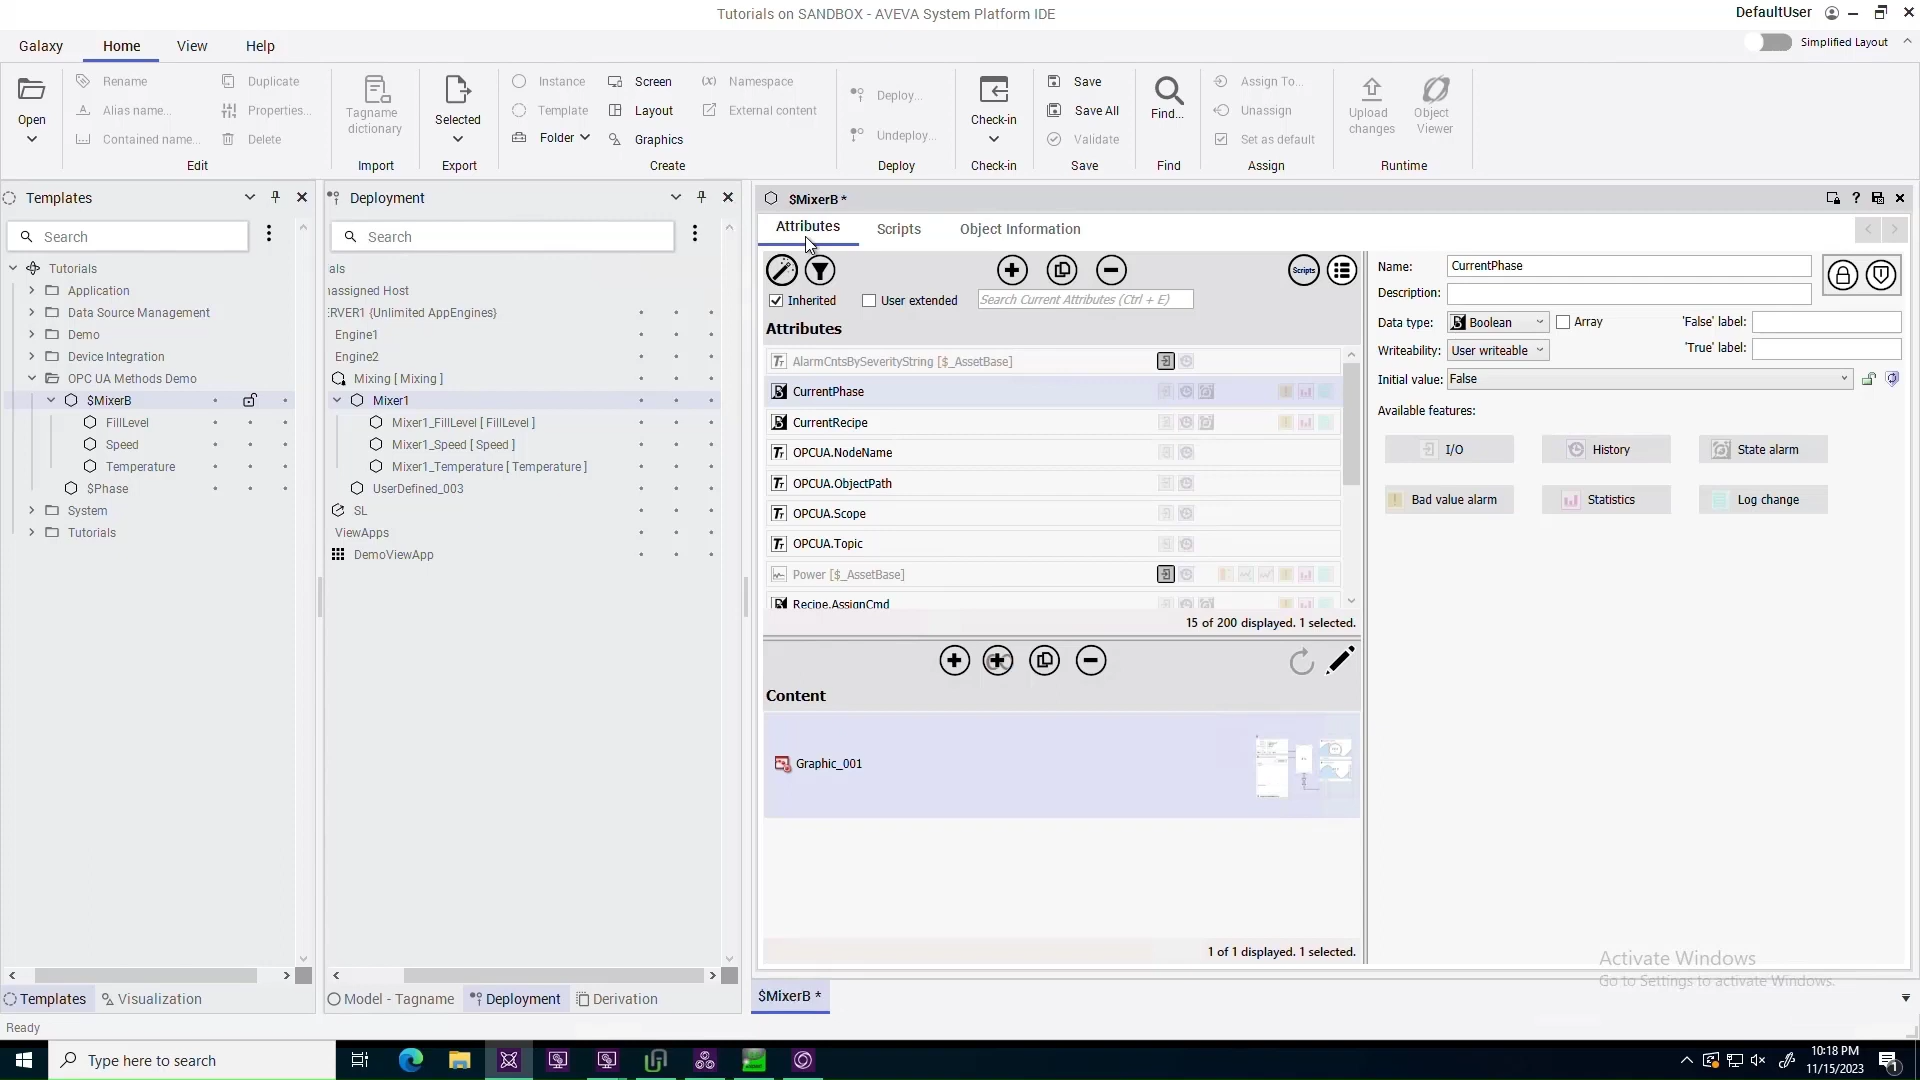 Tutorials on SANDBOX - AVEVA System Platform IDE
DefaultUser
Galaxy
Home
View
Help
Simplified Layout
Open
Rename
Alias name...
Contained name...
Duplicate
Properties...
Delete
Edit
Tagname dictionary
Import
Selected
Export
Instance
Template
Folder
Screen
Layout
Graphics
Namespace
External content
Create
Deploy...
Undeploy...
Deploy
Check-in
Check-in
Save
Save All
Validate
Save
Find...
Find
Assign To...
Unassign
Set as default
Assign
Upload changes
Object Viewer
Runtime
Templates
Search
Tutorials
Application
Data Source Management
Demo
Device Integration
OPC UA Methods Demo
$MixerB
FillLevel
Speed
Temperature
$Phase
System
Tutorials
Templates
Visualization
Deployment
Search
als
nassigned Host
ERVER1 {Unlimited AppEngines}
Engine1
Engine2
Mixing [ Mixing ]
Mixer1
Mixer1_FillLevel [ FillLevel ]
Mixer1_Speed [ Speed ]
Mixer1_Temperature [ Temperature ]
UserDefined_003
SL
ViewApps
DemoViewApp
Model - Tagname
Deployment
Derivation
$MixerB *
Attributes
Scripts
Object Information
Scripts
Inherited
User extended
Search Current Attributes (Ctrl + E)
Attributes
AlarmCntsBySeverityString [$_AssetBase]
CurrentPhase
CurrentRecipe
OPCUA.NodeName
OPCUA.ObjectPath
OPCUA.Scope
OPCUA.Topic
Power [$_AssetBase]
Recipe.AssignCmd
15 of 200 displayed. 1 selected.
Content
Graphic_001
1 of 1 displayed. 1 selected.
Name: CurrentPhase
Description:
Data type: Boolean Array 'False' label:
Writeability: User writeable 'True' label:
Initial value: False
Available features:
I/O
History
State alarm
Bad value alarm
Statistics
Log change
Activate Windows
Go to Settings to activate Windows.
$MixerB *
Ready
Type here to search
10:18 PM
11/15/2023
1